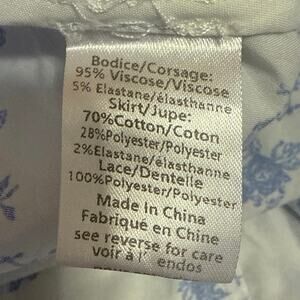 Bodice/Corsage:
95% Viscose/Viscose
5% Elastane/élasthanne
Skirt/Jupe:
70%Cotton/Coton
28%Polyester/Polyester
2%Elastane/élasthanne
Lace/Dentelle
100%Polyester/Polyester
Made In China
Fabriqué en Chine
see reverse for care
voir à l' endos